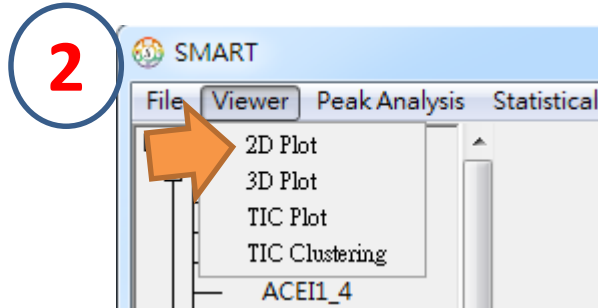 2
SMART
File Viewer Peak Analysis Statistical
2D Plot
3D Plot
TIC Plot
TIC Clustering
ACEI1_4